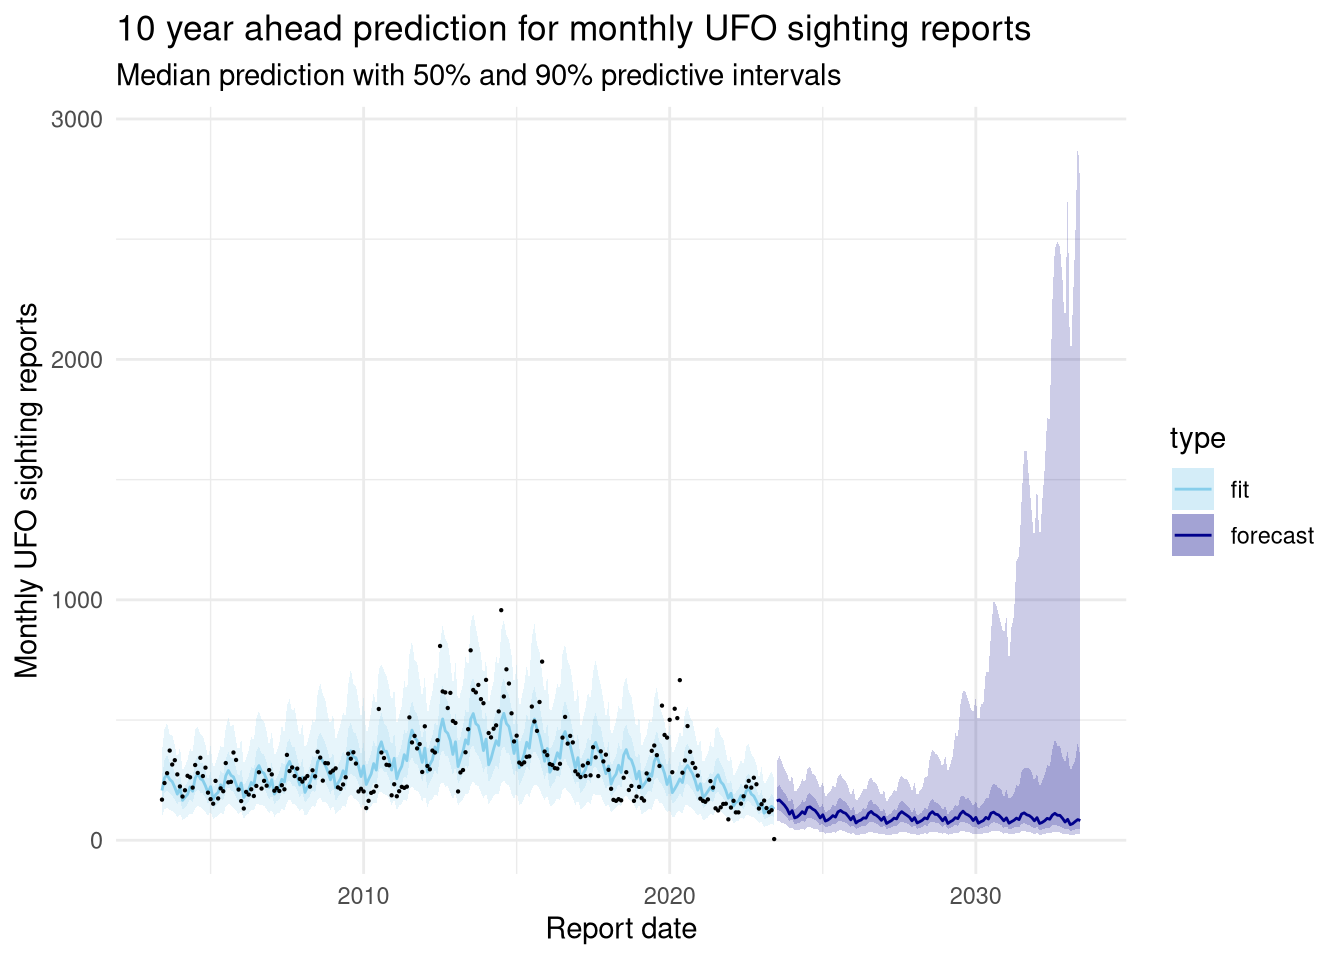 10 year ahead prediction for monthly UFO sighting reports
Median prediction with 50% and 90% predictive intervals
3000
2000
1000
0
Monthly UFO sighting reports
2010
2020
2030
Report date
type
fit
forecast